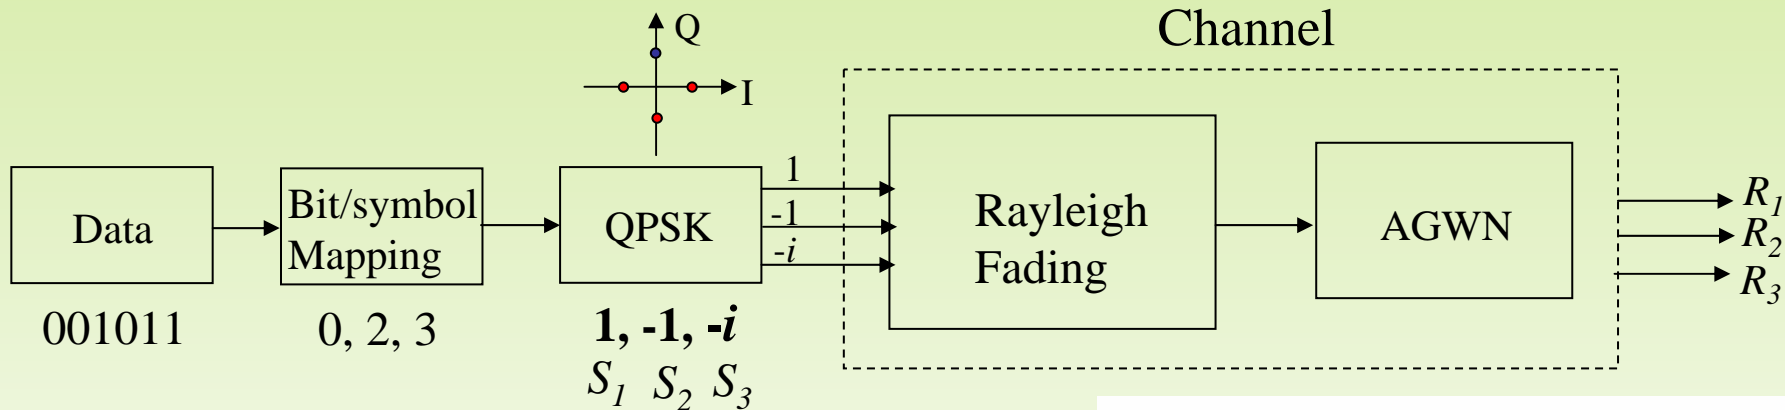 Channel
Q
I
Data
Bit/symbol
Mapping
QPSK
1
-1
-i
Rayleigh
Fading
AGWN
R1
R2
R3
001011
0, 2, 3
1, -1, -i
S1 S2 S3